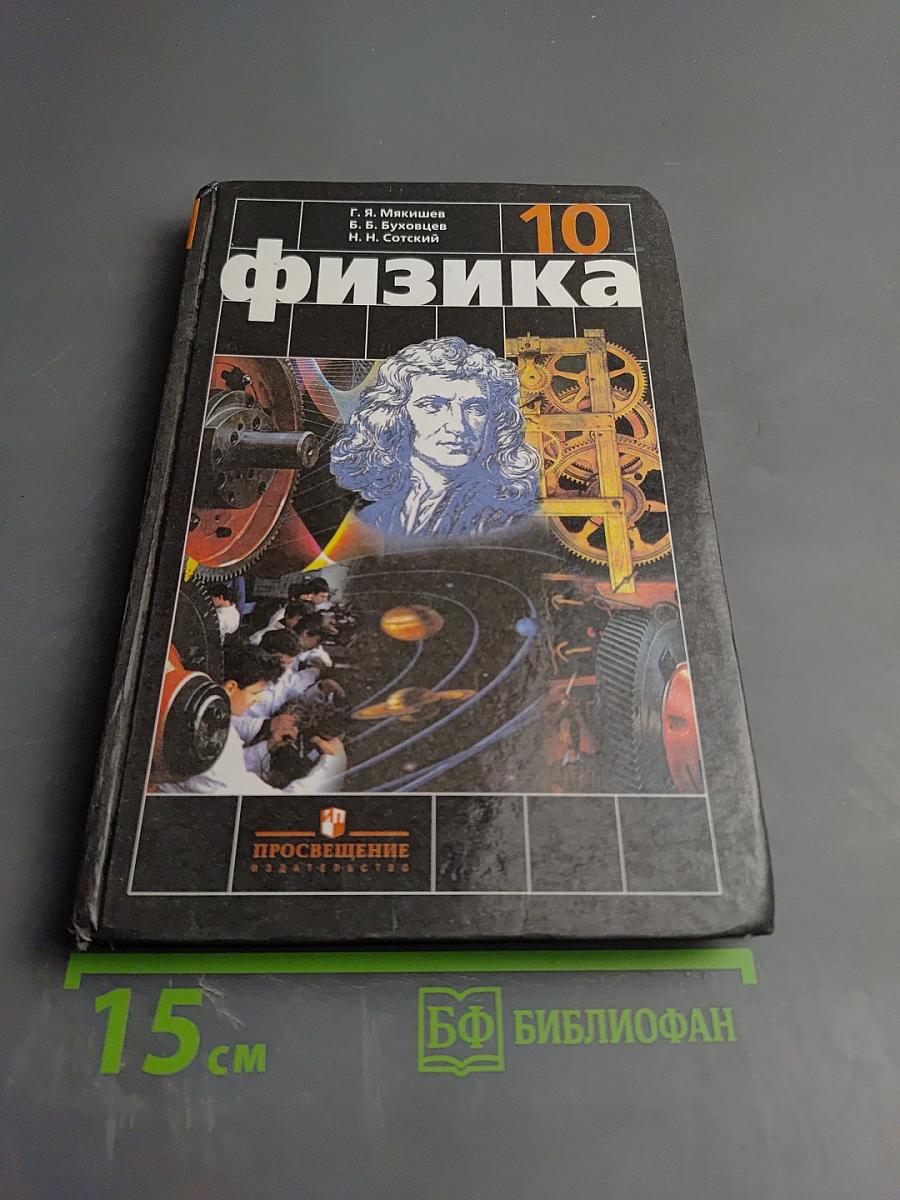 Г. Я. Мякишев
Б. Б. Буховцев
Н. Н. Сотский
10
физика
ПРОСВЕЩЕНИЕ
ИЗДАТЕЛЬСТВО
15 см
БФ БИБЛИОФАН